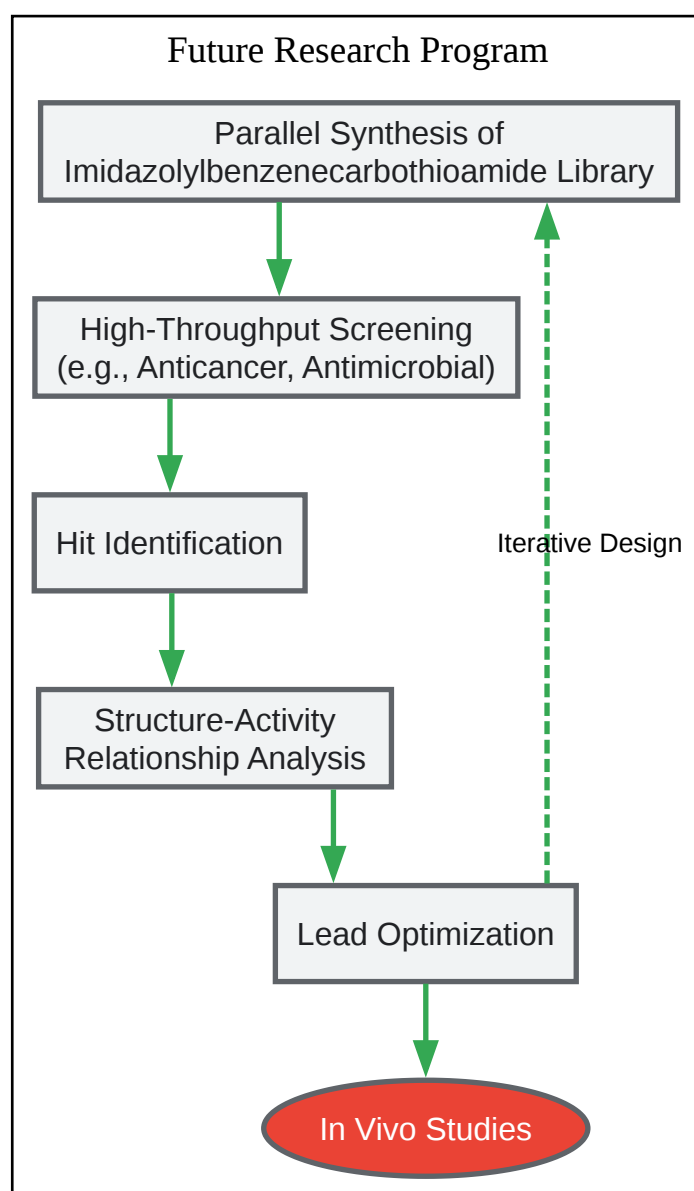 Future Research Program
Parallel Synthesis of
Imidazolylbenzenecarbothioamide Library
High-Throughput Screening
(e.g., Anticancer, Antimicrobial)
Hit Identification
Iterative Design
Structure-Activity
Relationship Analysis
Lead Optimization
In Vivo Studies